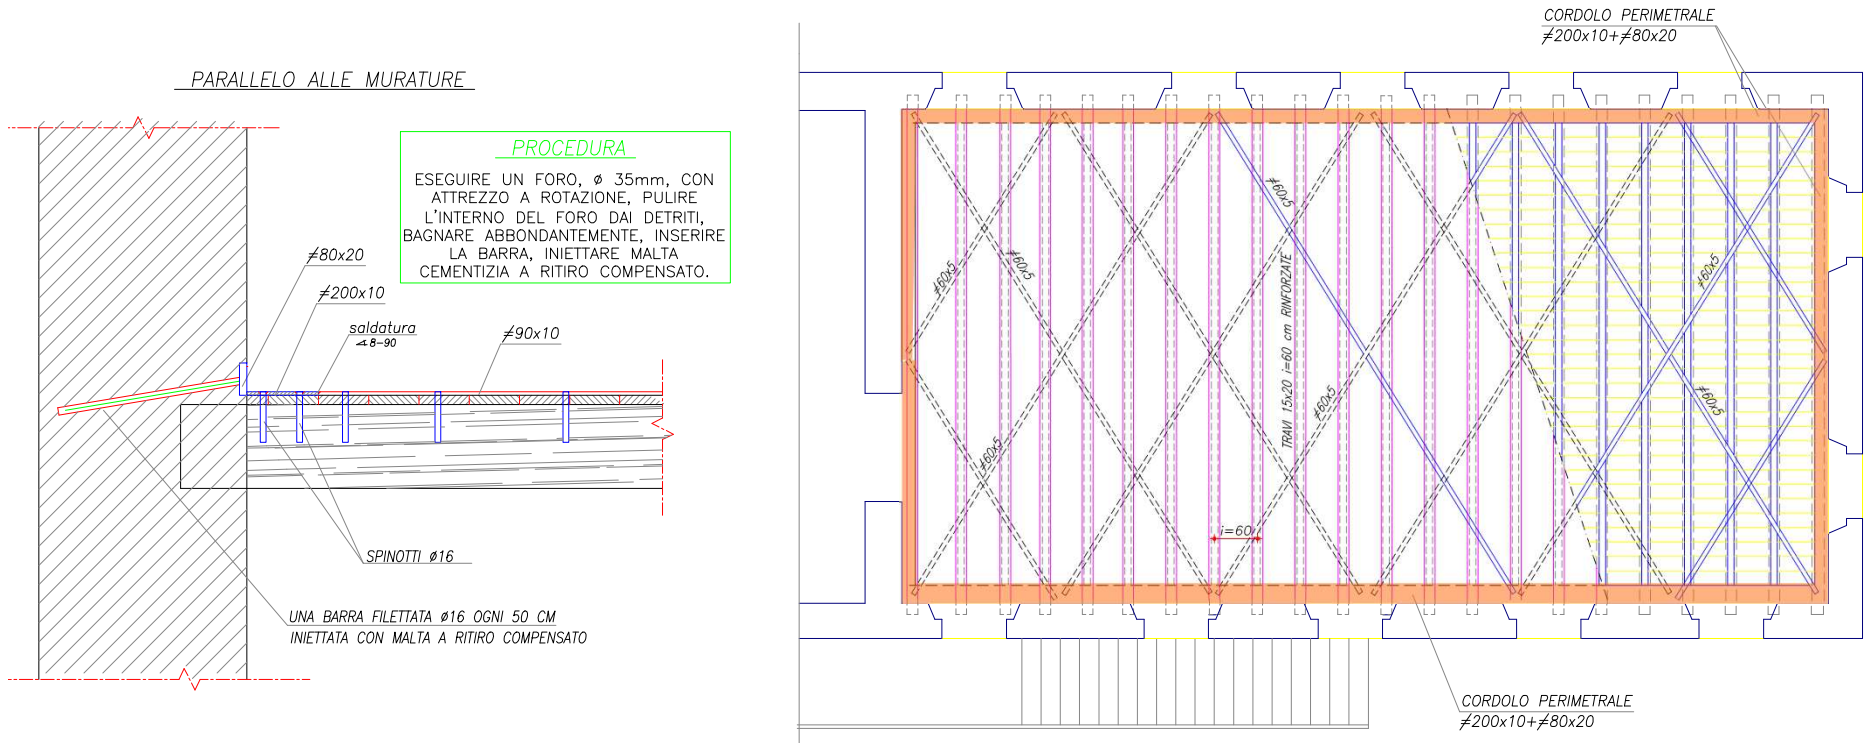 PARALLELO ALLE MURATURE
PROCEDURA
ESEGUIRE UN FORO, ø 35mm, CON
ATTREZZO A ROTAZIONE, PULIRE
L'INTERNO DEL FORO DAI DETRITI,
BAGNARE ABBONDANTEMENTE, INSERIRE
LA BARRA, INIETTARE MALTA
CEMENTIZIA A RITIRO COMPENSATO.
≠80x20
≠200x10
saldatura
⊿8-90
≠90x10
SPINOTTI ø16
UNA BARRA FILETTATA ø16 OGNI 50 CM
INIETTATA CON MALTA A RITIRO COMPENSATO
CORDOLO PERIMETRALE
≠200x10+≠80x20
≠60x5
≠60x5
≠60x5
≠60x5
≠60x5
≠60x5
≠60x5
TRAVI 15x20 i=60 cm RINFORZATE
i=60
CORDOLO PERIMETRALE
≠200x10+≠80x20